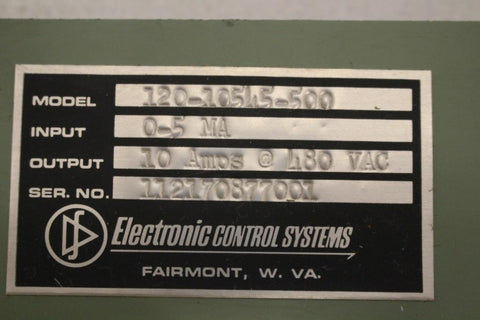 MODEL 120-10545-500
INPUT 0-5 MA
OUTPUT 10 Amps @ 480 VAC
SER. NO. 112170877001
Electronic CONTROL SYSTEMS
FAIRMONT, W. VA.